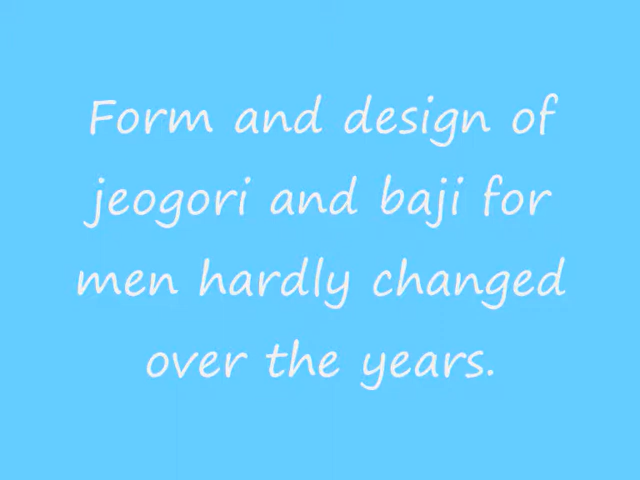 Form and design of
jeogori and baji for
men hardly changed
over the years.